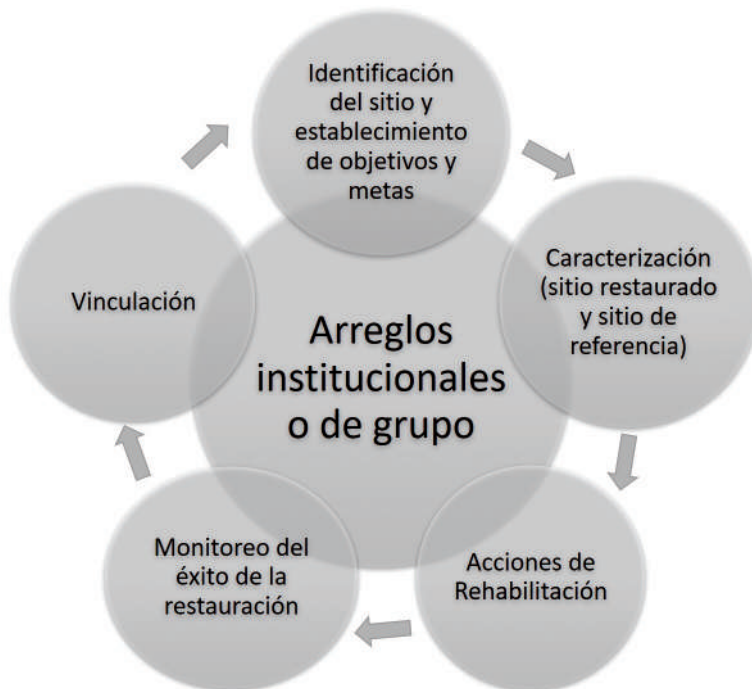 Identificación
del sitio y
establecimiento
de objetivos y
metas
Caracterización
(sitio restaurado
y sitio de
referencia)
Acciones de
Rehabilitación
Monitoreo del
éxito de la
restauración
Vinculación
Arreglos
institucionales
o de grupo